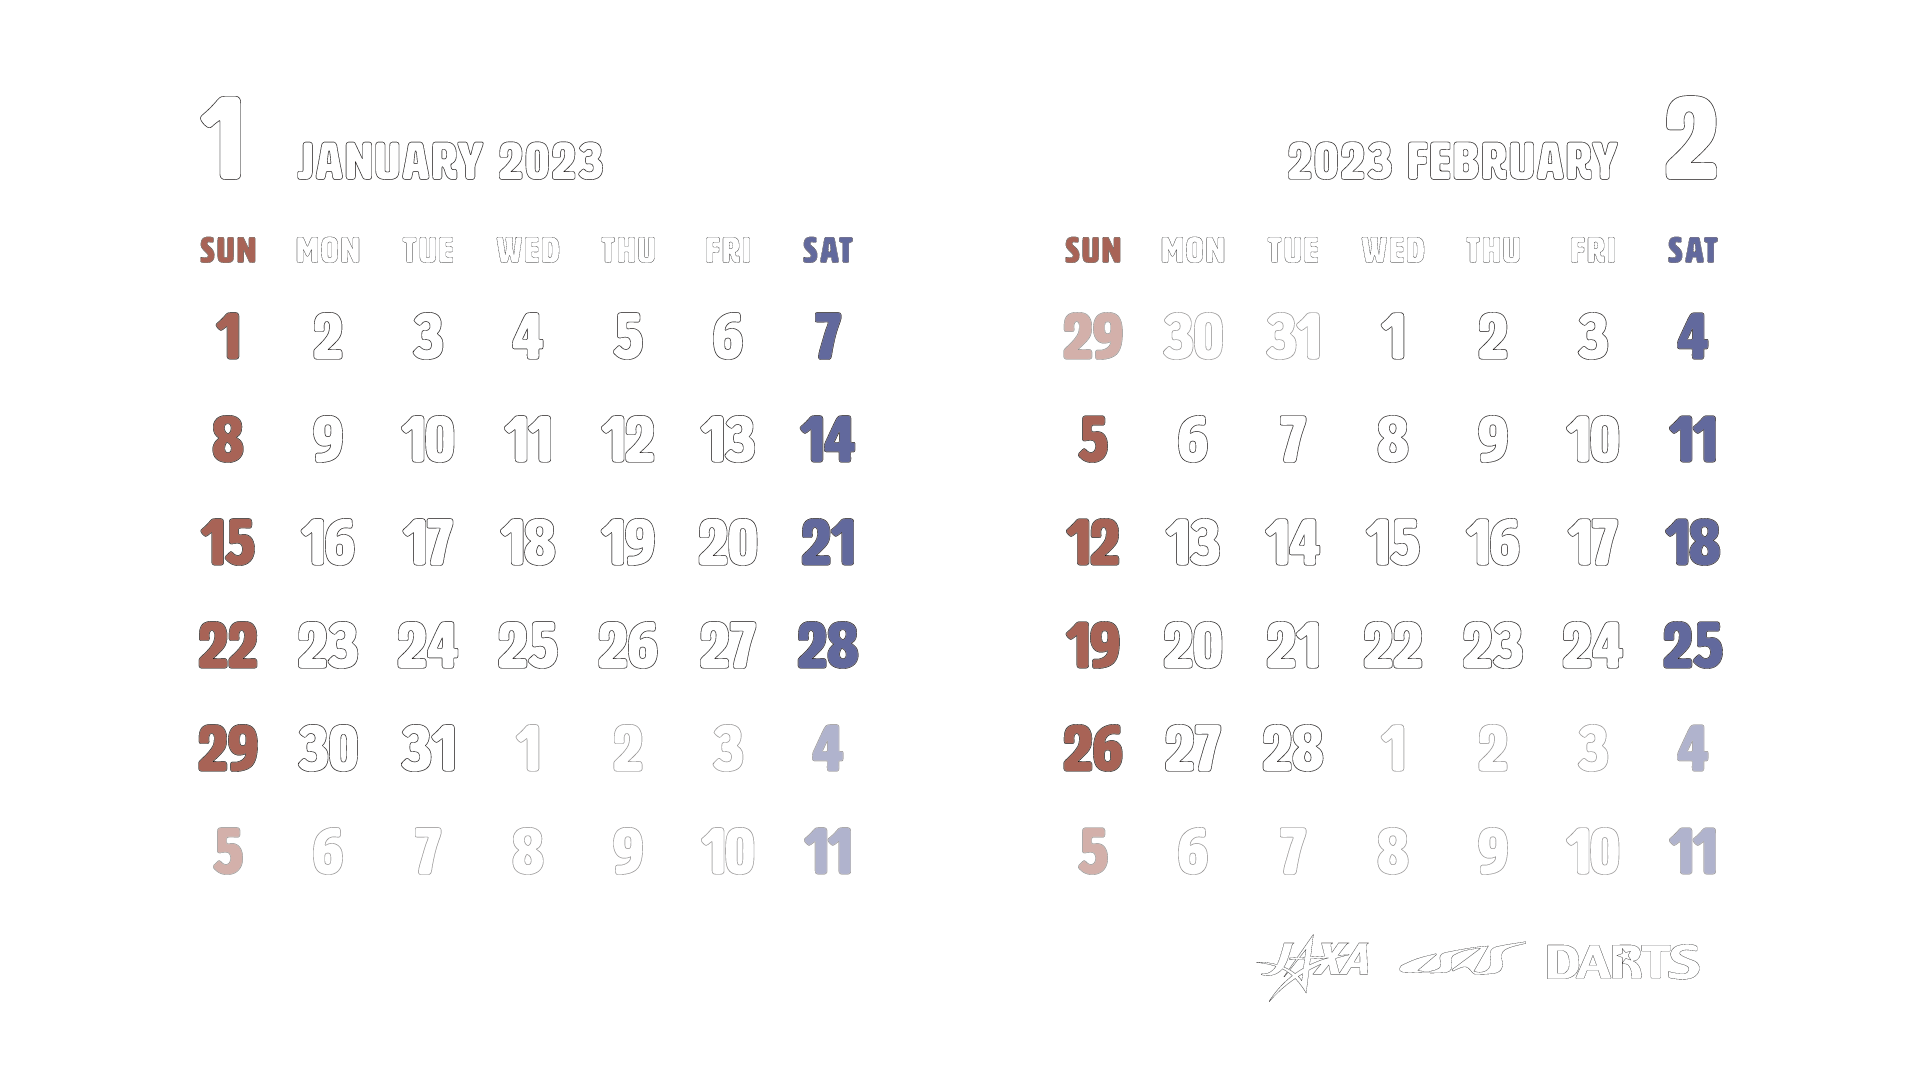 1 JANUARY 2023
SUN MON TUE WED THU FRI SAT
1 2 3 4 5 6 7
8 9 10 11 12 13 14
15 16 17 18 19 20 21
22 23 24 25 26 27 28
29 30 31 1 2 3 4
5 6 7 8 9 10 11
2023 FEBRUARY 2
SUN MON TUE WED THU FRI SAT
29 30 31 1 2 3 4
5 6 7 8 9 10 11
12 13 14 15 16 17 18
19 20 21 22 23 24 25
26 27 28 1 2 3 4
5 6 7 8 9 10 11
JAXA ISAS DARTS